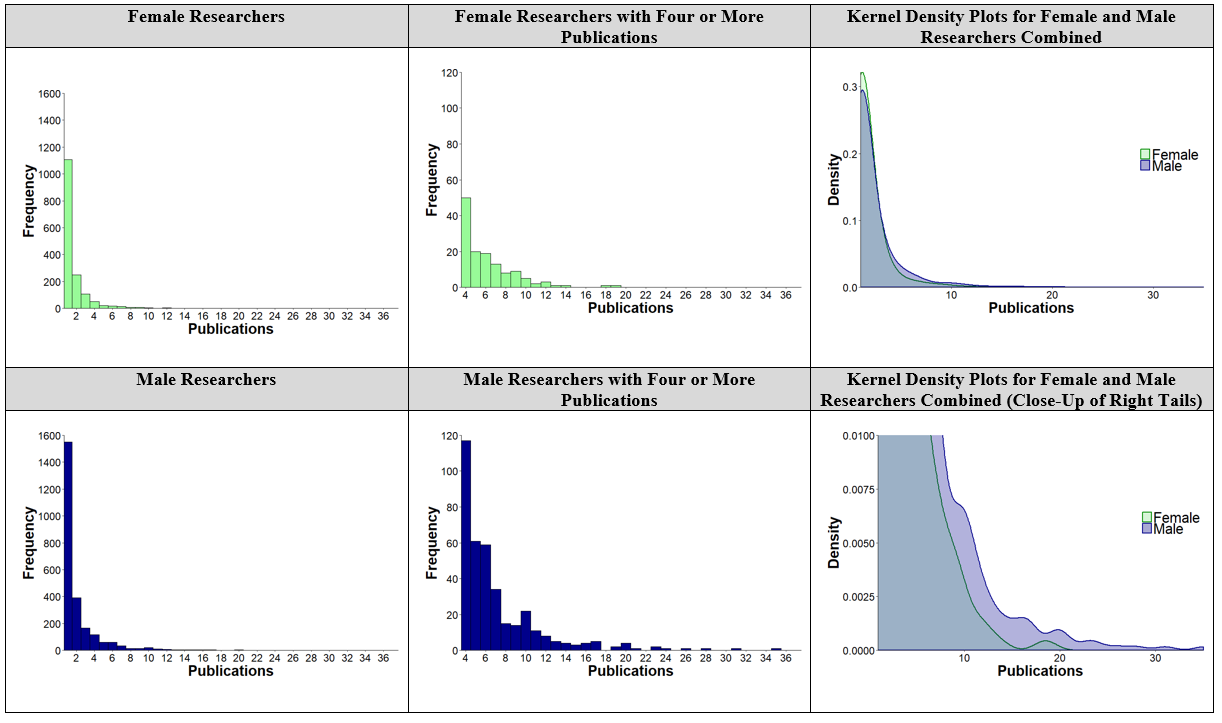 Female Researchers
Female Researchers with Four or More
Publications
Kernel Density Plots for Female and Male
Researchers Combined
1600
1400
1200
1000
800
600
400
200
0
Frequency
2 4 6 8 10 12 14 16 18 20 22 24 26 28 30 32 34 36
Publications
120
100
80
60
40
20
0
Frequency
4 6 8 10 12 14 16 18 20 22 24 26 28 30 32 34 36
Publications
0.3
0.2
0.1
0.0
Density
10 20 30
Publications
Female
Male
Male Researchers
Male Researchers with Four or More
Publications
Kernel Density Plots for Female and Male
Researchers Combined (Close-Up of Right Tails)
1600
1400
1200
1000
800
600
400
200
0
Frequency
2 4 6 8 10 12 14 16 18 20 22 24 26 28 30 32 34 36
Publications
120
100
80
60
40
20
0
Frequency
4 6 8 10 12 14 16 18 20 22 24 26 28 30 32 34 36
Publications
0.0100
0.0075
0.0050
0.0025
0.0000
Density
10 20 30
Publications
Female
Male